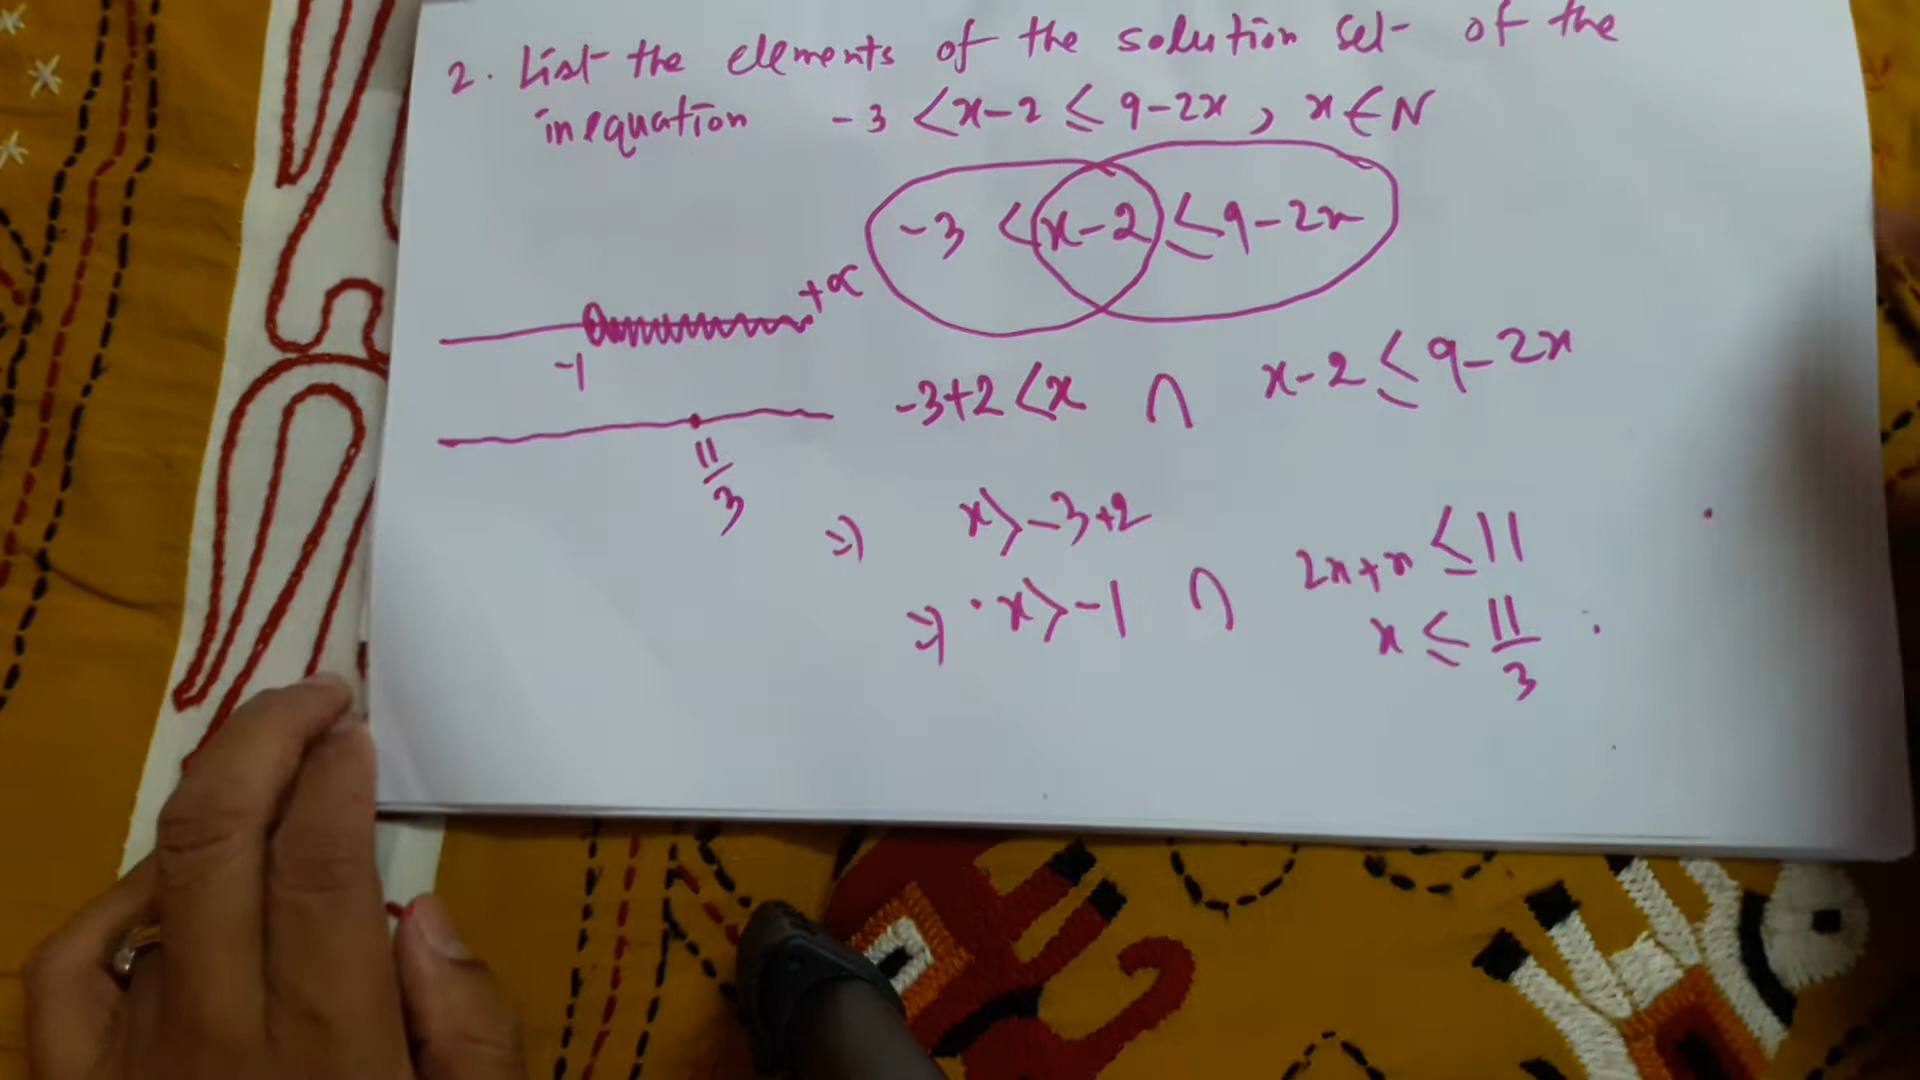 2. List the elements of the solution set of the
inequation -3 < x-2 ≤ 9-2x, x ∈ N
-3 < x-2 ≤ 9-2x
+∝
-1
-3+2 < x ∩ x-2 ≤ 9-2x
11/3
⇒ x > -3+2
2x+x ≤ 11
⇒ x > -1 ∩ x ≤ 11/3